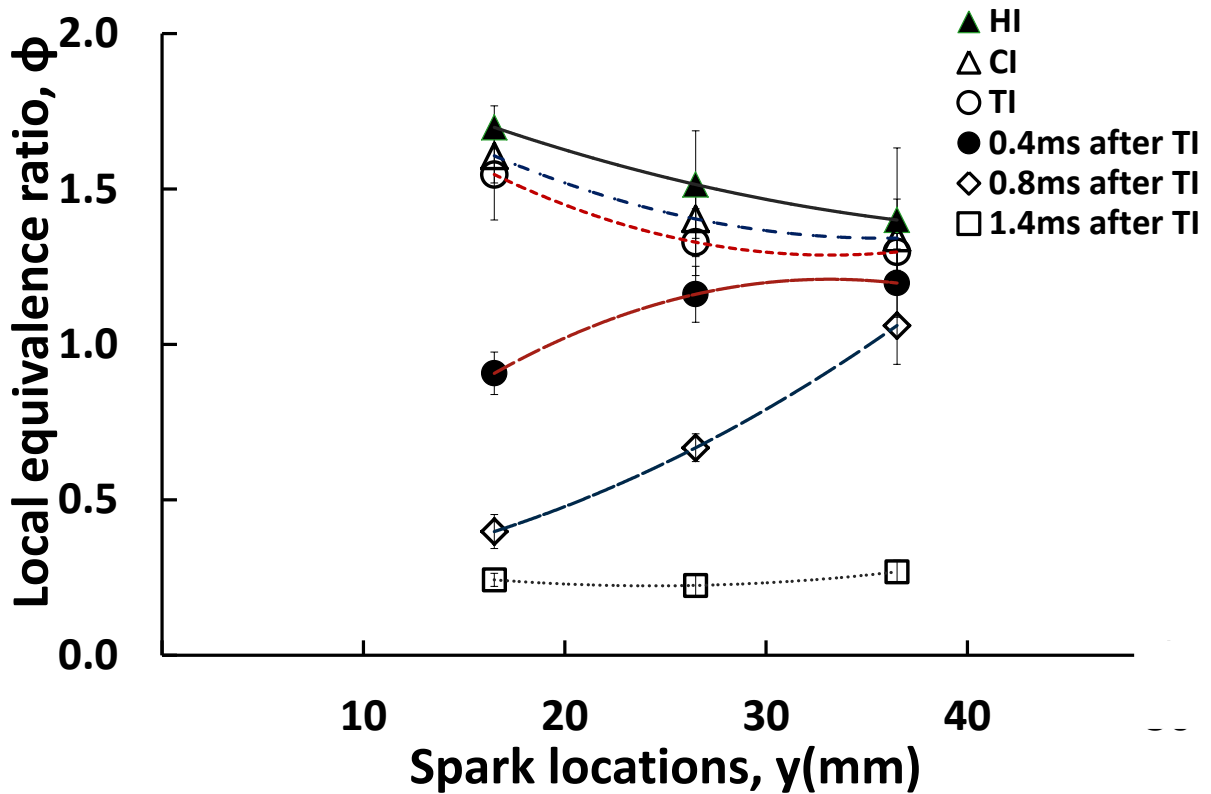 Local equivalence ratio, ϕ
2.0
1.5
1.0
0.5
0.0
10 20 30 40
Spark locations, y(mm)
HI
CI
TI
0.4ms after TI
0.8ms after TI
1.4ms after TI